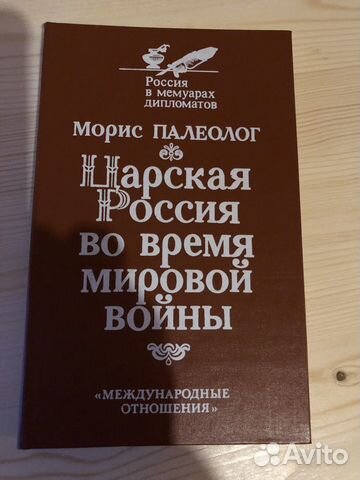 Россия
в мемуарах
дипломатов
Морис ПАЛЕОЛОГ
Царская
Россия
во время
мировой
войны
«МЕЖДУНАРОДНЫЕ
ОТНОШЕНИЯ»
Avito